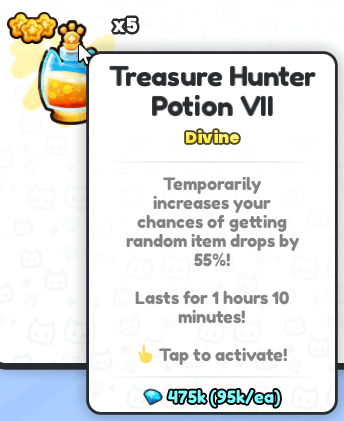 x5
Treasure Hunter
Potion VII
Divine
Temporarily
increases your
chances of getting
random item drops by
55%!
Lasts for 1 hours 10
minutes!
Tap to activate!
475k (95k/ea)